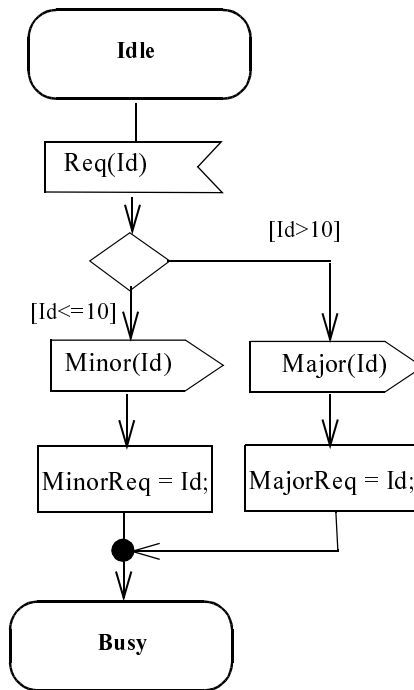 Idle
Req(Id)
[Id>10]
[Id<=10]
Minor(Id)
Major(Id)
MinorReq = Id;
MajorReq = Id;
Busy